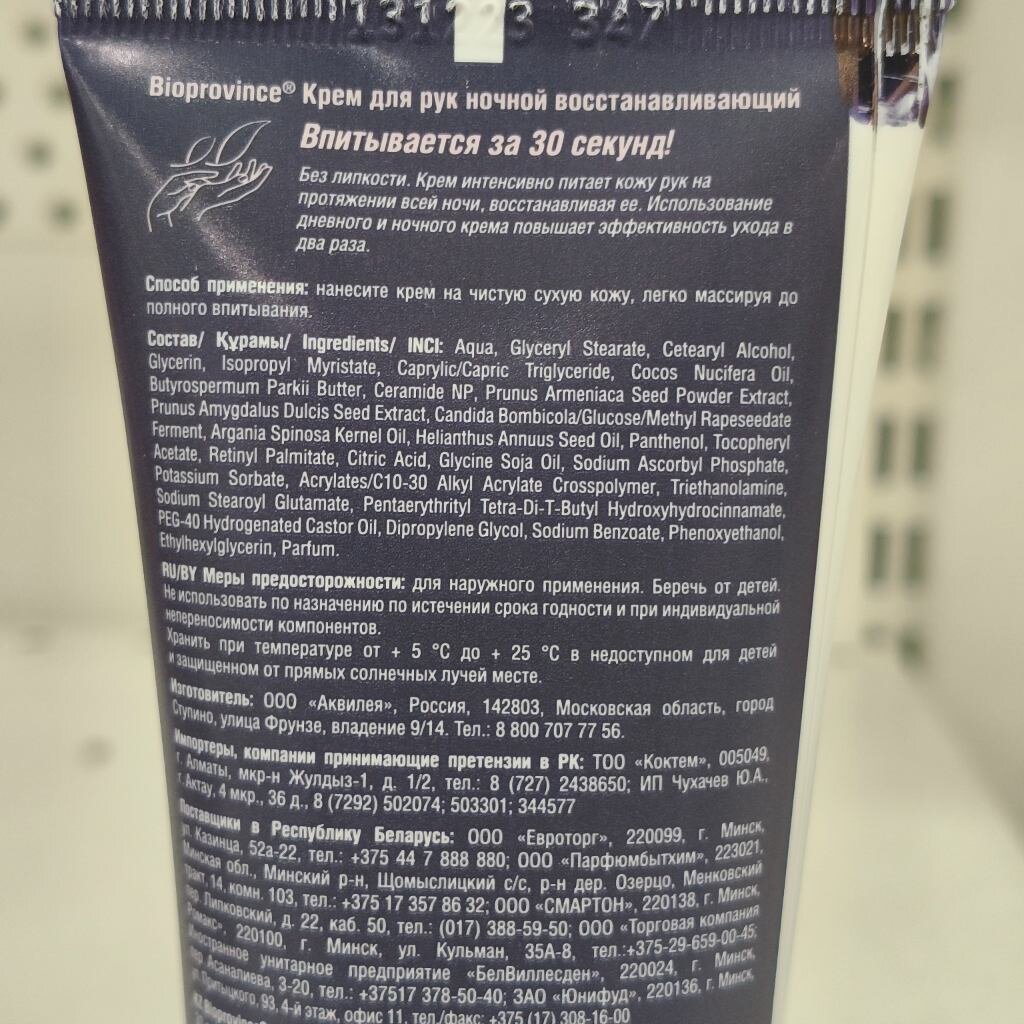 131223 347
Bioprovince® Крем для рук ночной восстанавливающий
Впитывается за 30 секунд!
Без липкости. Крем интенсивно питает кожу рук на
протяжении всей ночи, восстанавливая ее. Использование
дневного и ночного крема повышает эффективность ухода в
два раза.
Способ применения: нанесите крем на чистую сухую кожу, легко массируя до
полного впитывания.
Состав/ Құрамы/ Ingredients/ INCI: Aqua, Glyceryl Stearate, Cetearyl Alcohol,
Glycerin, Isopropyl Myristate, Caprylic/Capric Triglyceride, Cocos Nucifera Oil,
Butyrospermum Parkii Butter, Ceramide NP, Prunus Armeniaca Seed Powder Extract,
Prunus Amygdalus Dulcis Seed Extract, Candida Bombicola/Glucose/Methyl Rapeseedate
Ferment, Argania Spinosa Kernel Oil, Helianthus Annuus Seed Oil, Panthenol, Tocopheryl
Acetate, Retinyl Palmitate, Citric Acid, Glycine Soja Oil, Sodium Ascorbyl Phosphate,
Potassium Sorbate, Acrylates/C10-30 Alkyl Acrylate Crosspolymer, Triethanolamine,
Sodium Stearoyl Glutamate, Pentaerythrityl Tetra-Di-T-Butyl Hydroxyhydrocinnamate,
PEG-40 Hydrogenated Castor Oil, Dipropylene Glycol, Sodium Benzoate, Phenoxyethanol,
Ethylhexylglycerin, Parfum.
RU/BY Меры предосторожности: для наружного применения. Беречь от детей.
Не использовать по назначению по истечении срока годности и при индивидуальной
непереносимости компонентов.
Хранить при температуре от + 5 °C до + 25 °C в недоступном для детей
и защищенном от прямых солнечных лучей месте.
Изготовитель: ООО «Аквилея», Россия, 142803, Московская область, город
Ступино, улица Фрунзе, владение 9/14. Тел.: 8 800 707 77 56.
Импортеры, компании принимающие претензии в РК: ТОО «Коктем», 005049,
г. Алматы, мкр-н Жулдыз-1, д. 1/2, тел.: 8 (727) 2438650; ИП Чухачев Ю.А.,
г. Актау, 4 мкр., 36 д., 8 (7292) 502074; 503301; 344577
Поставщики в Республику Беларусь: ООО «Евроторг», 220099, г. Минск,
ул. Казинца, 52а-22, тел.: +375 44 7 888 880; ООО «Парфюмбытхим», 223021,
Минская обл., Минский р-н, Щомыслицкий с/с, р-н дер. Озерцо, Менковский
тракт, 14, комн. 103, тел.: +375 17 357 86 32; ООО «СМАРТОН», 220138, г. Минск,
пер. Липковский, д. 22, каб. 50, тел.: (017) 388-59-50; ООО «Торговая компания
Ромакс», 220100, г. Минск, ул. Кульман, 35А-8, тел.:+375-29-659-00-45;
Иностранное унитарное предприятие «БелВиллесден», 220024, г. Минск,
пер. Асаналиева, 3-20, тел.: +37517 378-50-40; ЗАО «Юнифуд», 220136, г. Минск,
ул. Притыцкого, 93, 4-й этаж, офис 11, тел./факс: +375 (17) 308-16-00
KZ Bioprovince®